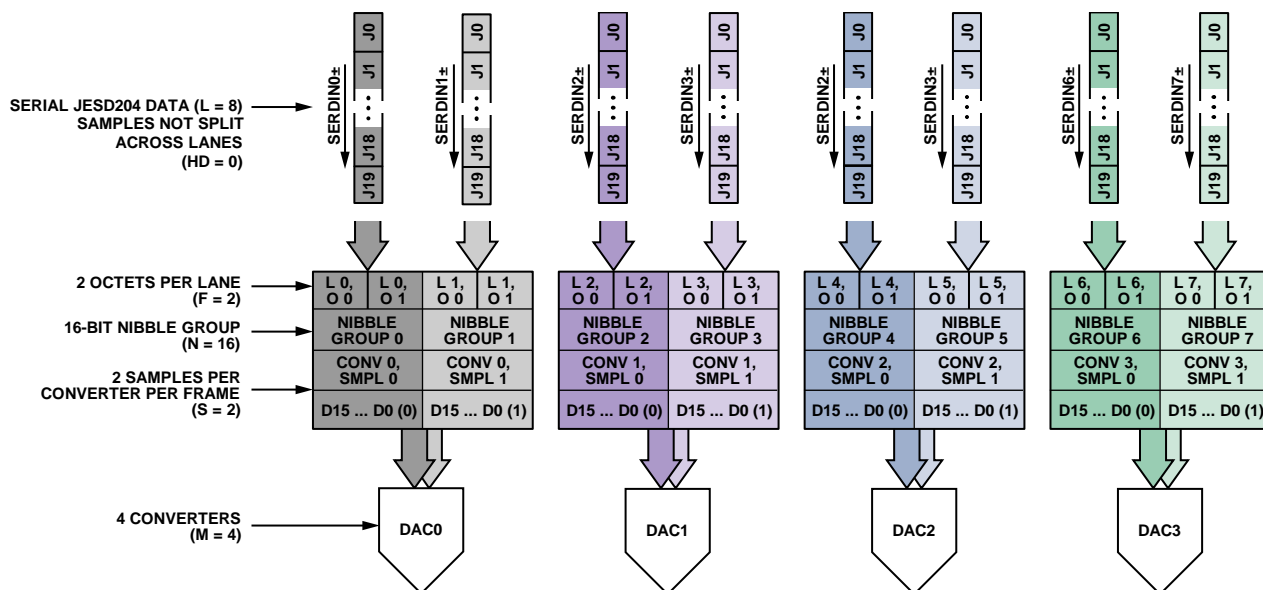 SERIAL JESD204 DATA (L = 8)
SAMPLES NOT SPLIT
ACROSS LANES
(HD = 0)
SERDIN0±
J0
J1
...
J18
J19
SERDIN1±
J0
J1
...
J18
J19
SERDIN2±
J0
J1
...
J18
J19
SERDIN3±
J0
J1
...
J18
J19
SERDIN2±
J0
J1
...
J18
J19
SERDIN3±
J0
J1
...
J18
J19
SERDIN6±
J0
J1
...
J18
J19
SERDIN7±
J0
J1
...
J18
J19
2 OCTETS PER LANE
(F = 2)
L 0,
O 0
L 0,
O 1
L 1,
O 0
L 1,
O 1
L 2,
O 0
L 2,
O 1
L 3,
O 0
L 3,
O 1
L 4,
O 0
L 4,
O 1
L 5,
O 0
L 5,
O 1
L 6,
O 0
L 6,
O 1
L 7,
O 0
L 7,
O 1
16-BIT NIBBLE GROUP
(N = 16)
NIBBLE
GROUP 0
NIBBLE
GROUP 1
NIBBLE
GROUP 2
NIBBLE
GROUP 3
NIBBLE
GROUP 4
NIBBLE
GROUP 5
NIBBLE
GROUP 6
NIBBLE
GROUP 7
2 SAMPLES PER
CONVERTER PER FRAME
(S = 2)
CONV 0,
SMPL 0
CONV 0,
SMPL 1
CONV 1,
SMPL 0
CONV 1,
SMPL 1
CONV 2,
SMPL 0
CONV 2,
SMPL 1
CONV 3,
SMPL 0
CONV 3,
SMPL 1
D15 ... D0 (0)
D15 ... D0 (1)
D15 ... D0 (0)
D15 ... D0 (1)
D15 ... D0 (0)
D15 ... D0 (1)
D15 ... D0 (0)
D15 ... D0 (1)
4 CONVERTERS
(M = 4)
DAC0
DAC1
DAC2
DAC3